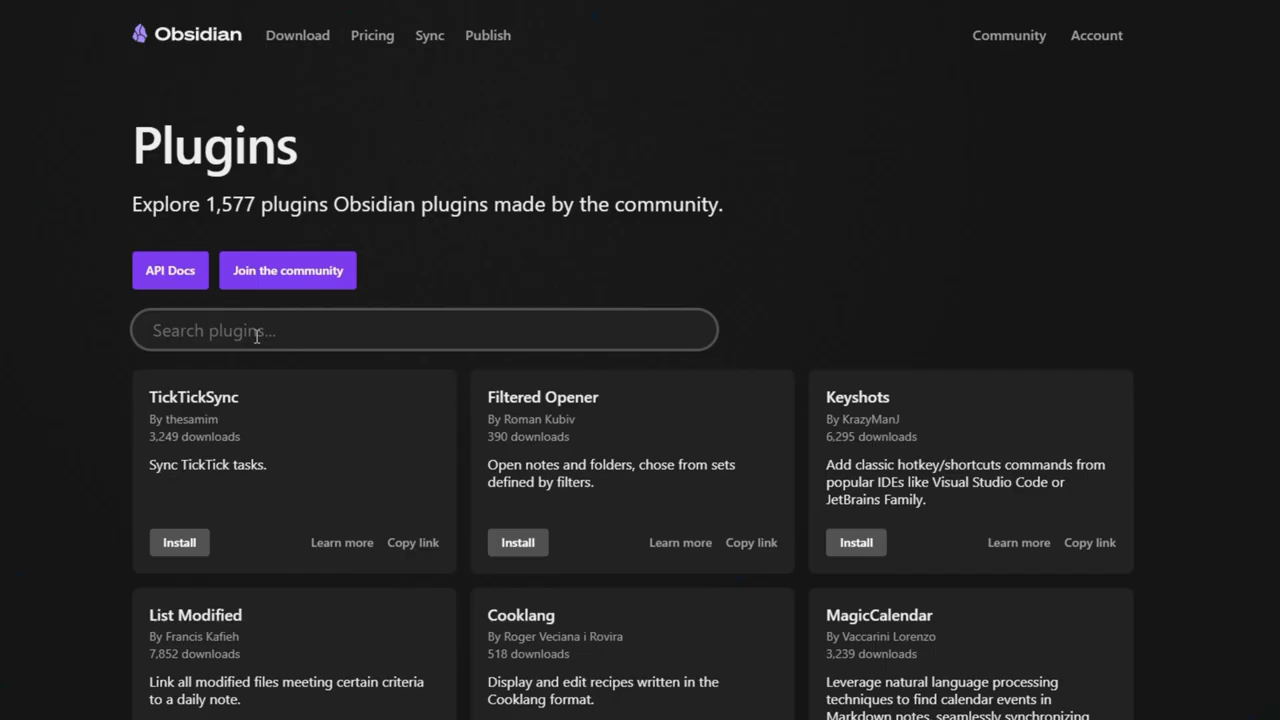 Obsidian Download Pricing Sync Publish Community Account
Plugins
Explore 1,577 plugins Obsidian plugins made by the community.
API Docs Join the community
Search plugins...
TickTickSync
By thesamim
3,249 downloads
Sync TickTick tasks.
Install Learn more Copy link
Filtered Opener
By Roman Kubiv
390 downloads
Open notes and folders, chose from sets
defined by filters.
Install Learn more Copy link
Keyshots
By KrazyManJ
6,295 downloads
Add classic hotkey/shortcuts commands from
popular IDEs like Visual Studio Code or
JetBrains Family.
Install Learn more Copy link
List Modified
By Francis Kafieh
7,852 downloads
Link all modified files meeting certain criteria
to a daily note.
Cooklang
By Roger Veciana i Rovira
518 downloads
Display and edit recipes written in the
Cooklang format.
MagicCalendar
By Vaccarini Lorenzo
3,239 downloads
Leverage natural language processing
techniques to find calendar events in
Markdown notes, seamlessly synchronizing